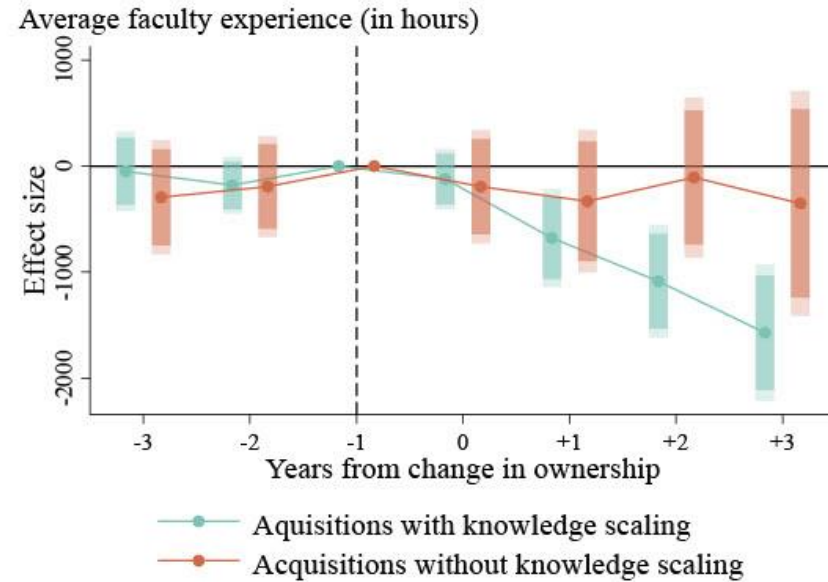 Average faculty experience (in hours)
1000
0
-1000
-2000
Effect size
-3 -2 -1 0 +1 +2 +3
Years from change in ownership
Aquisitions with knowledge scaling
Acquisitions without knowledge scaling